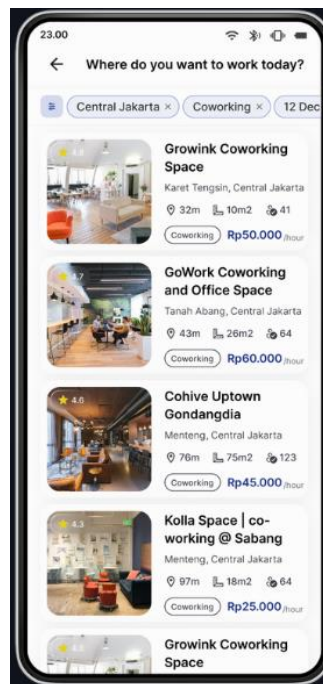 23.00
Where do you want to work today?
Central Jakarta ×
Coworking ×
12 Dec
4.8
Growink Coworking
Space
Karet Tengsin, Central Jakarta
32m 10m2 41
Coworking Rp50.000 /hour
4.7
GoWork Coworking
and Office Space
Tanah Abang, Central Jakarta
43m 26m2 64
Coworking Rp60.000 /hour
4.6
Cohive Uptown
Gondangdia
Menteng, Central Jakarta
76m 75m2 123
Coworking Rp45.000 /hour
4.3
Kolla Space | co-
working @ Sabang
Menteng, Central Jakarta
97m 18m2 64
Coworking Rp25.000 /hour
Growink Coworking
Space